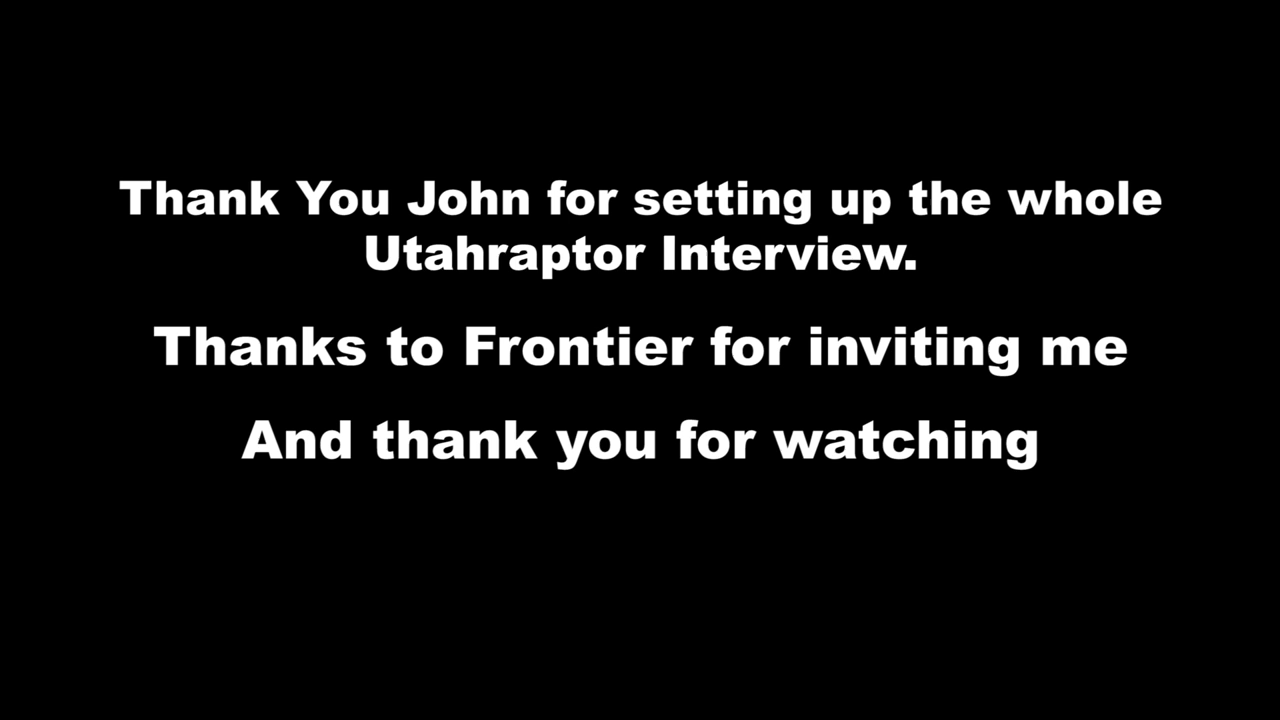 Thank You John for setting up the whole
Utahraptor Interview.
Thanks to Frontier for inviting me
And thank you for watching